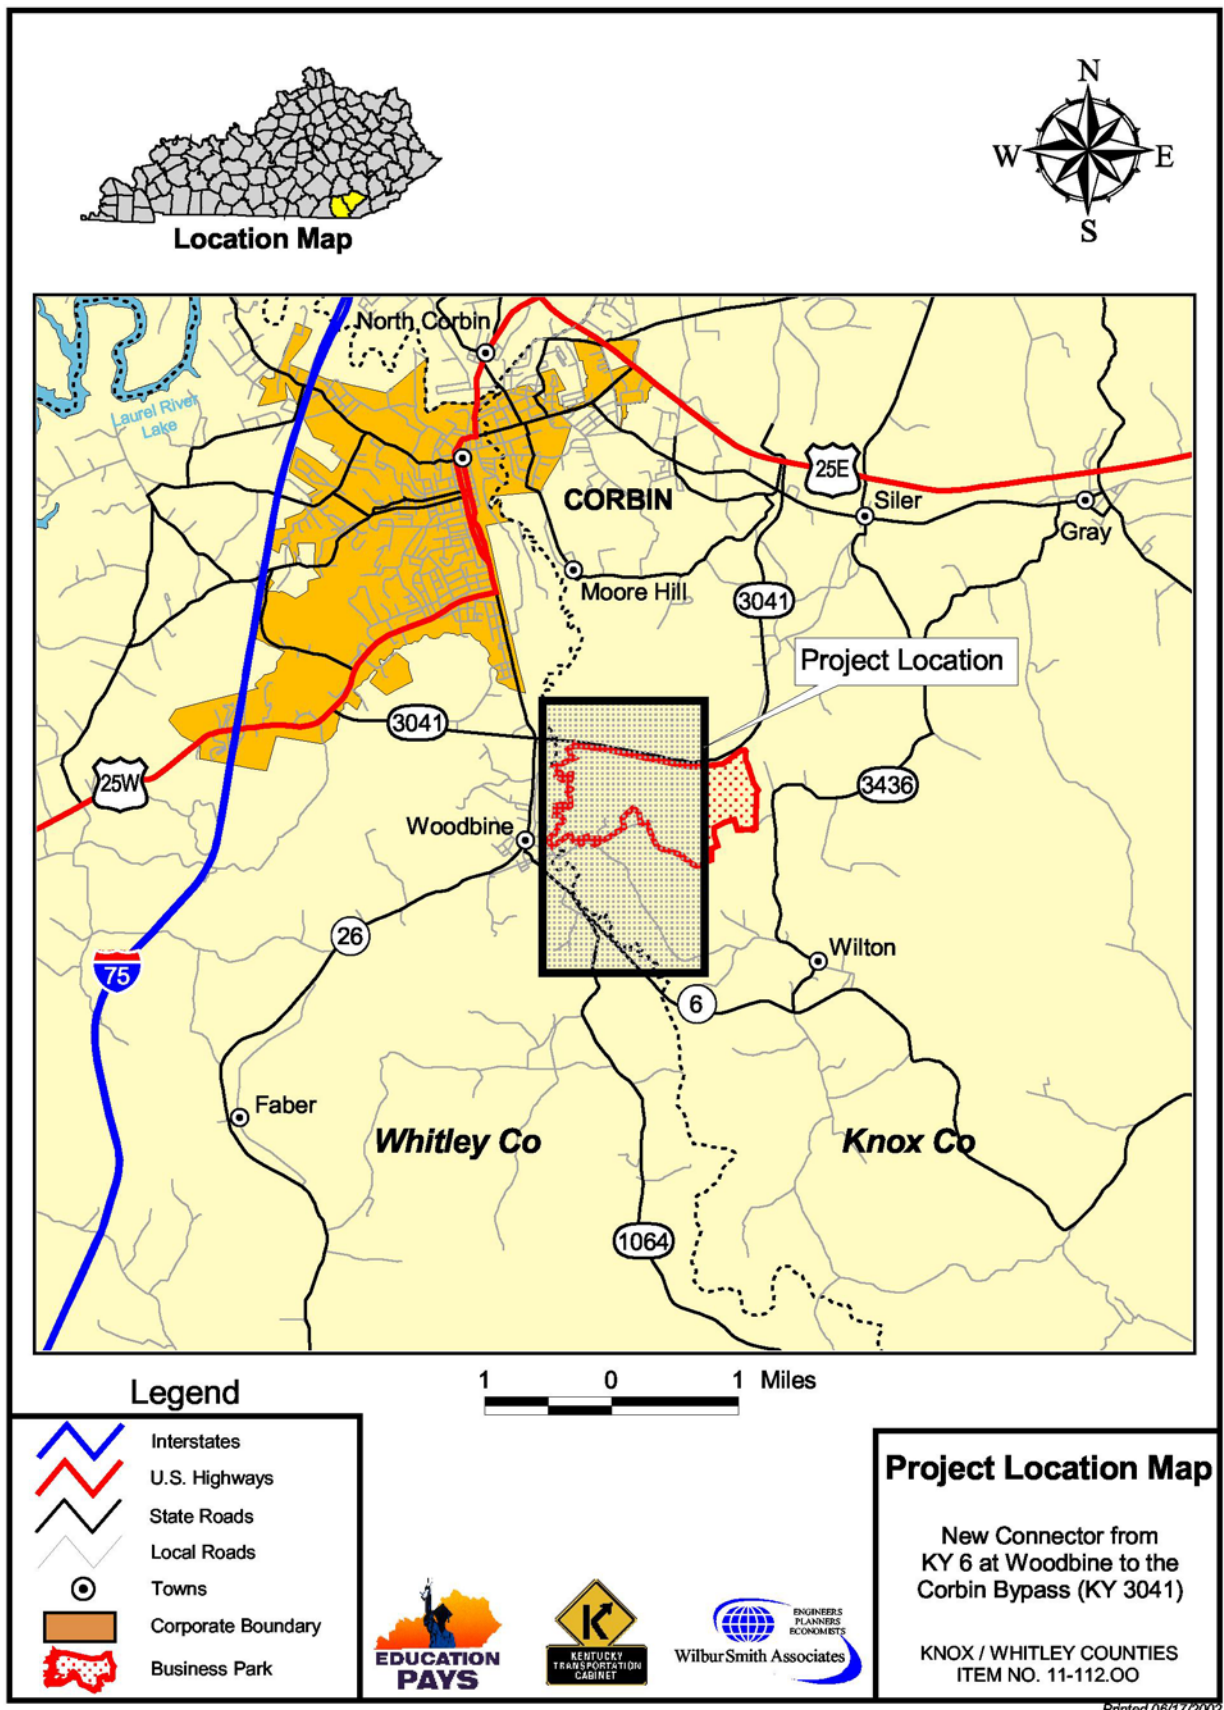 N
W E
S
Location Map
North Corbin
Laurel River
Lake
25E
CORBIN
Siler
Gray
Moore Hill
3041
Project Location
3041
25W
3436
Woodbine
26
Wilton
75
6
Faber
Whitley Co
Knox Co
1064
1 0 1 Miles
Legend
Interstates
U.S. Highways
State Roads
Local Roads
Towns
Corporate Boundary
Business Park
EDUCATION
PAYS
KENTUCKY
TRANSPORTATION
CABINET
ENGINEERS
PLANNERS
ECONOMISTS
Wilbur Smith Associates
Project Location Map
New Connector from
KY 6 at Woodbine to the
Corbin Bypass (KY 3041)
KNOX / WHITLEY COUNTIES
ITEM NO. 11-112.OO
Printed 06/17/2002